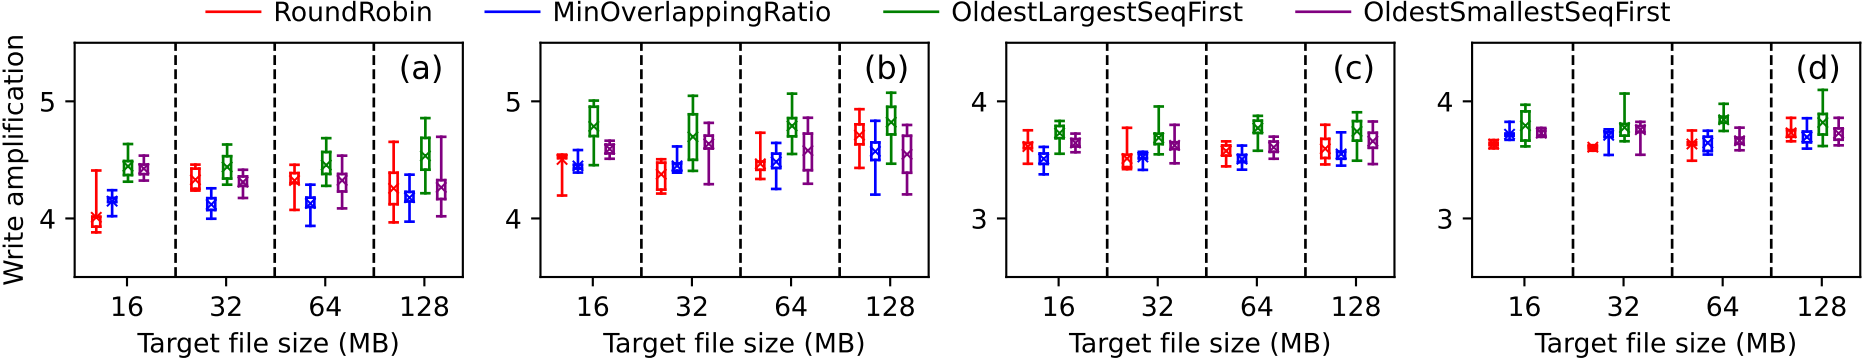 RoundRobin MinOverlappingRatio OldestLargestSeqFirst OldestSmallestSeqFirst
Write amplification
5
4
(a)
16 32 64 128
Target file size (MB)
5
4
(b)
16 32 64 128
Target file size (MB)
4
3
(c)
16 32 64 128
Target file size (MB)
4
3
(d)
16 32 64 128
Target file size (MB)